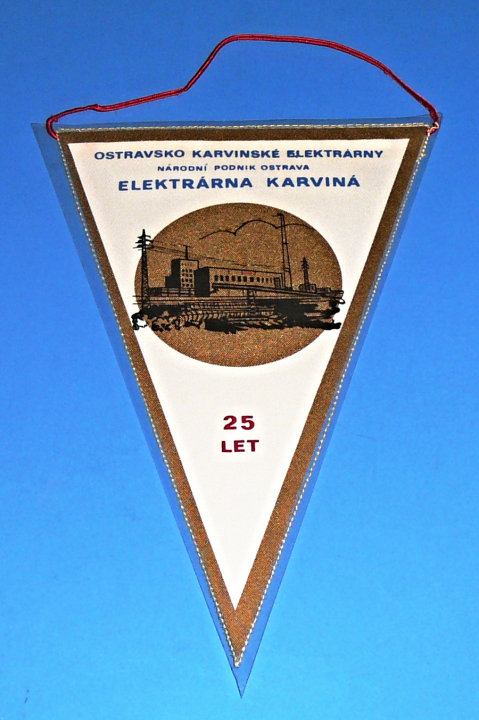 OSTRAVSKO KARVINSKÉ ELEKTRÁRNY
NÁRODNÍ PODNIK OSTRAVA
ELEKTRÁRNA KARVINÁ
25
LET